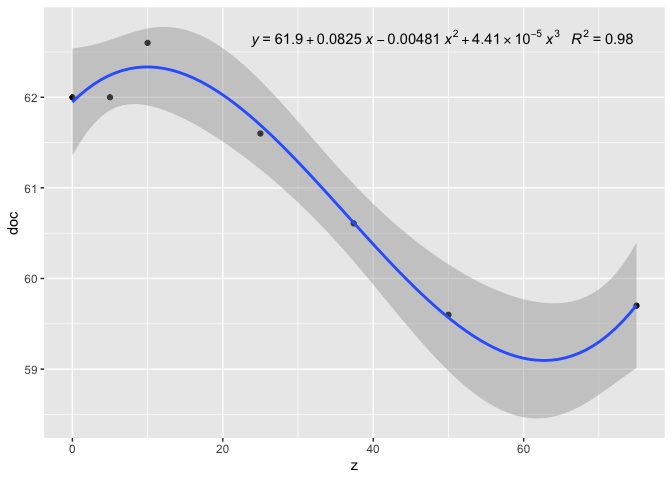 y = 61.9 + 0.0825 x − 0.00481 x² + 4.41 × 10⁻⁵ x³ R² = 0.98
62
61
60
59
doc
0 20 40 60
z